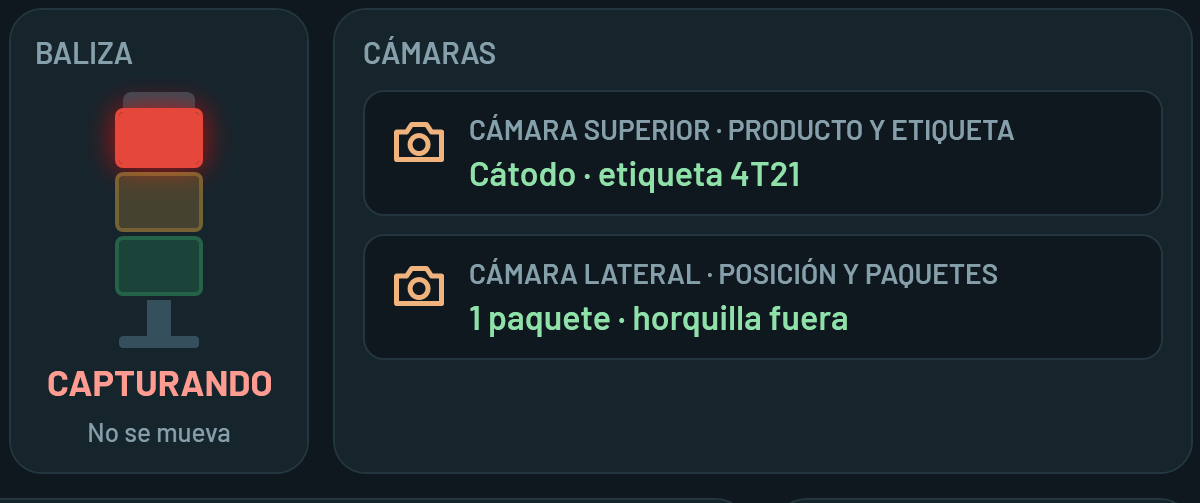 BALIZA
CAPTURANDO
No se mueva
CÁMARAS
CÁMARA SUPERIOR · PRODUCTO Y ETIQUETA
Cátodo · etiqueta 4T21
CÁMARA LATERAL · POSICIÓN Y PAQUETES
1 paquete · horquilla fuera